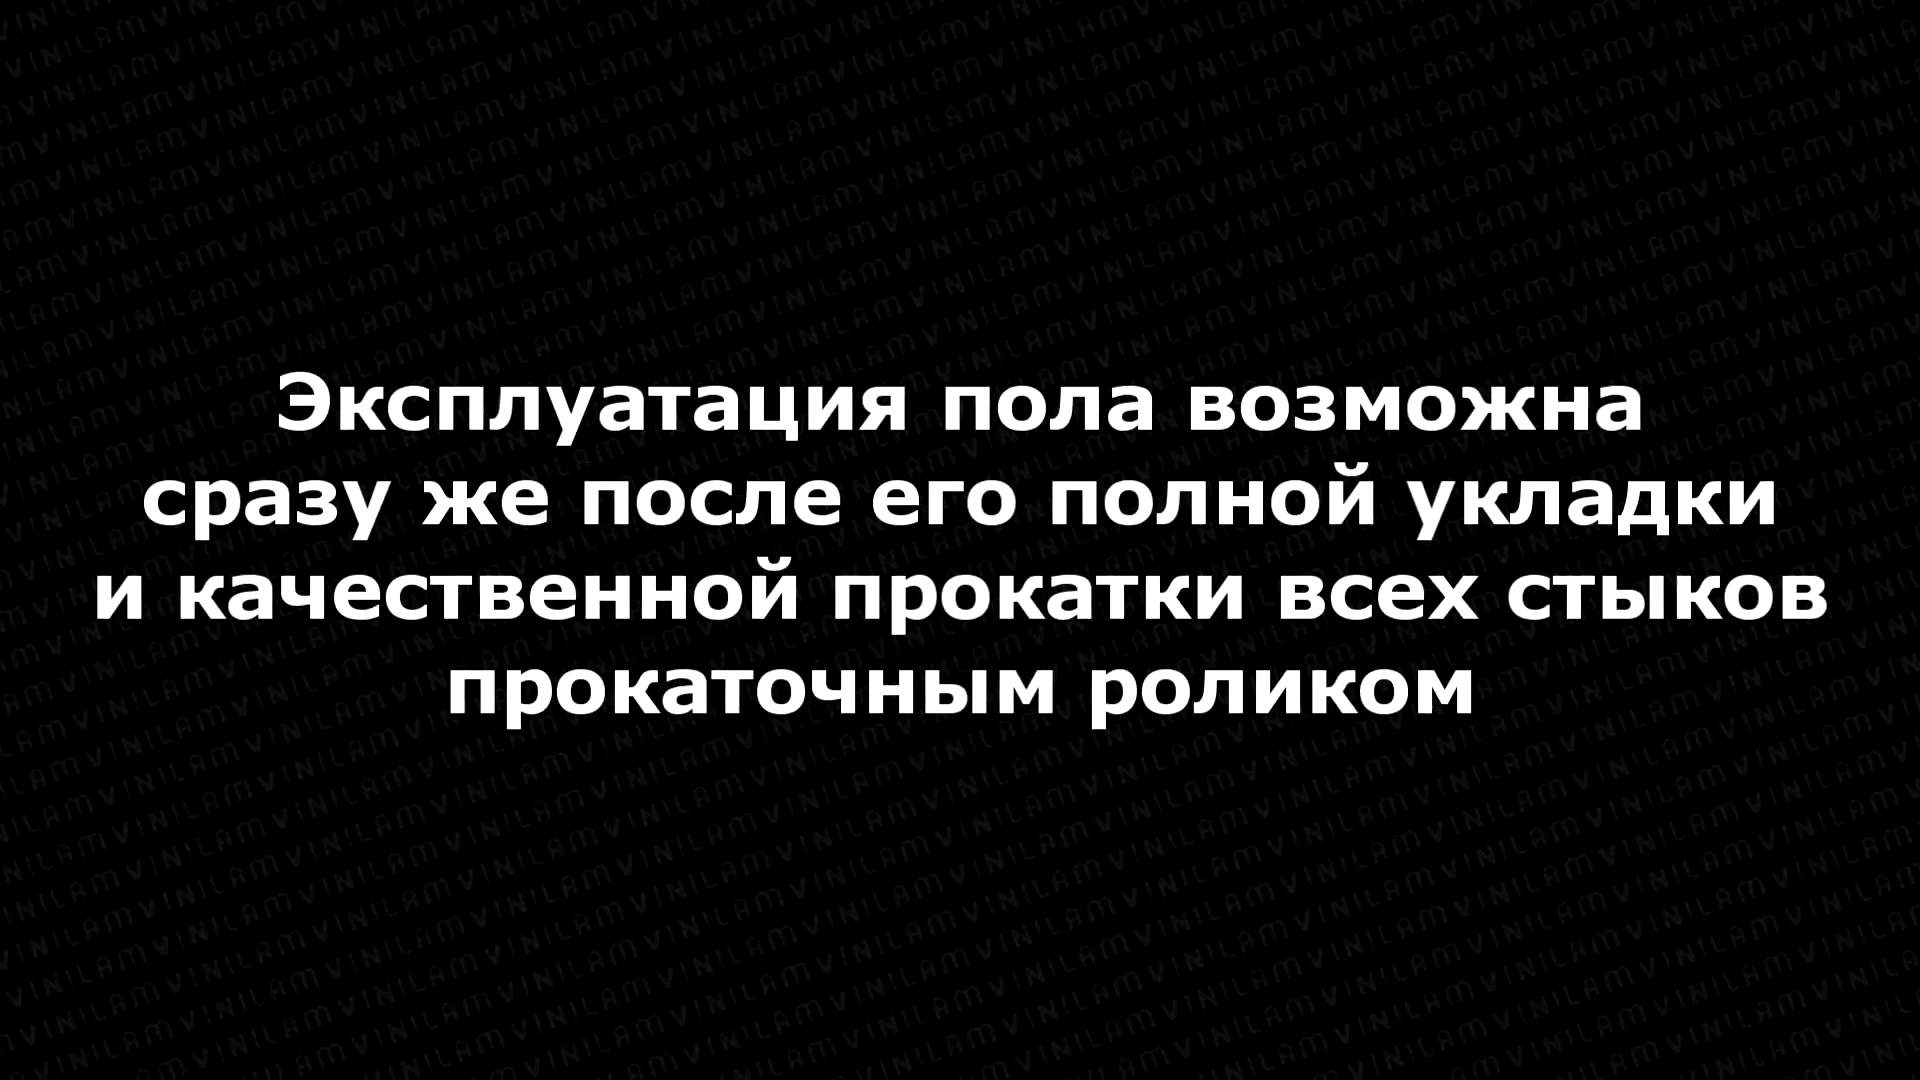 Эксплуатация пола возможна
сразу же после его полной укладки
и качественной прокатки всех стыков
прокаточным роликом